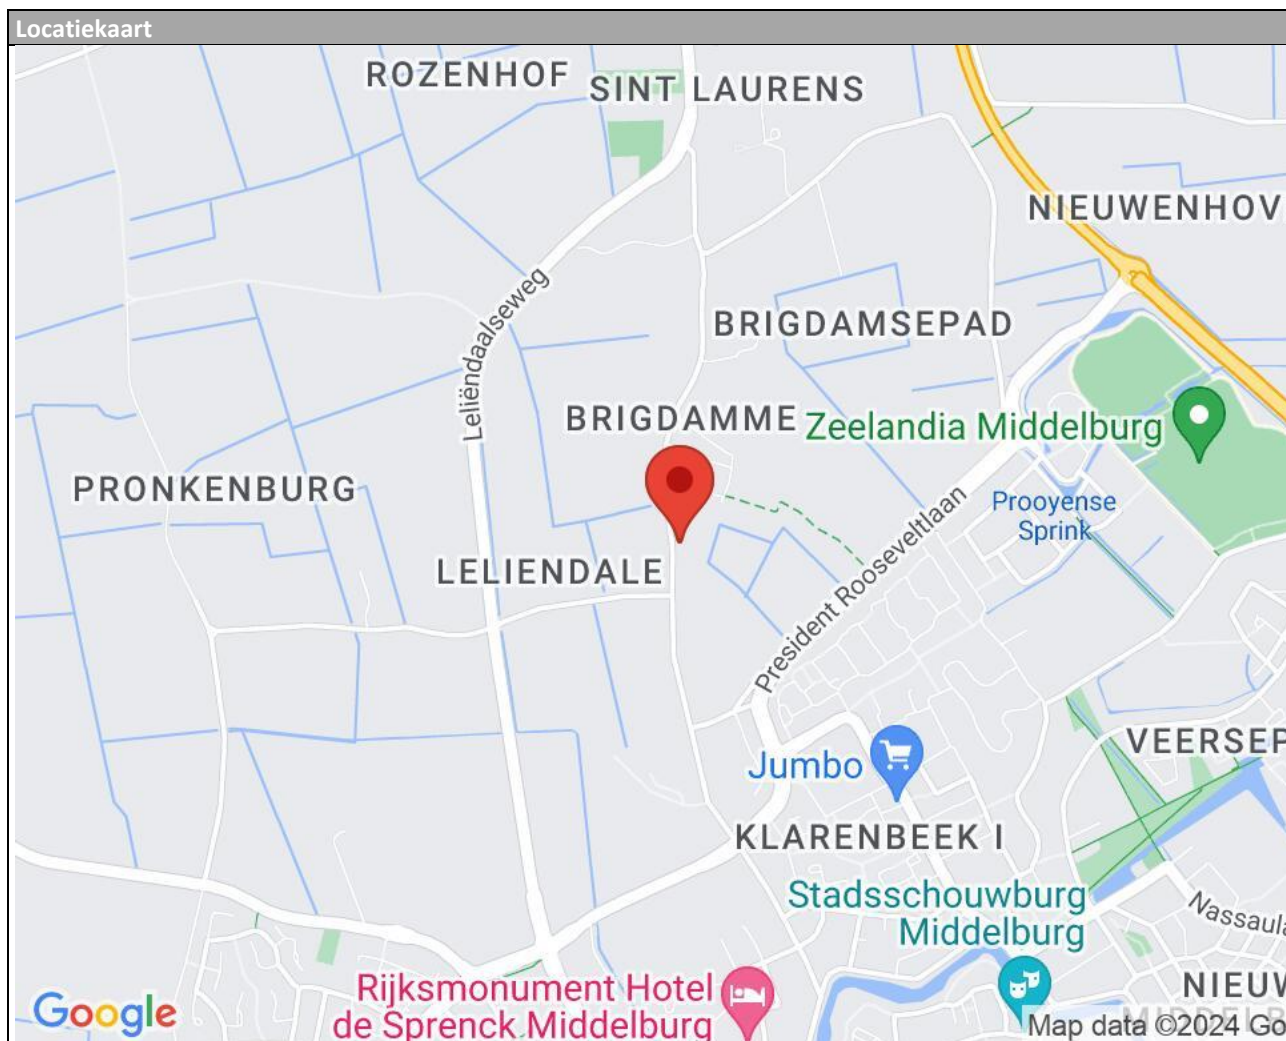 Locatiekaart
ROZENHOF
SINT LAURENS
NIEUWENHOV
Leliëndaalseweg
BRIGDAMSEPAD
BRIGDAMME
Zeelandia Middelburg
PRONKENBURG
Prooyense
Sprink
LELIENDALE
President Rooseveltlaan
VEERSEP
Jumbo
KLARENBEEK I
Stadsschouwburg
Middelburg
Nassaula
Rijksmonument Hotel
de Sprenck Middelburg
NIEUW
MIDDELB
Google
Map data ©2024 Go